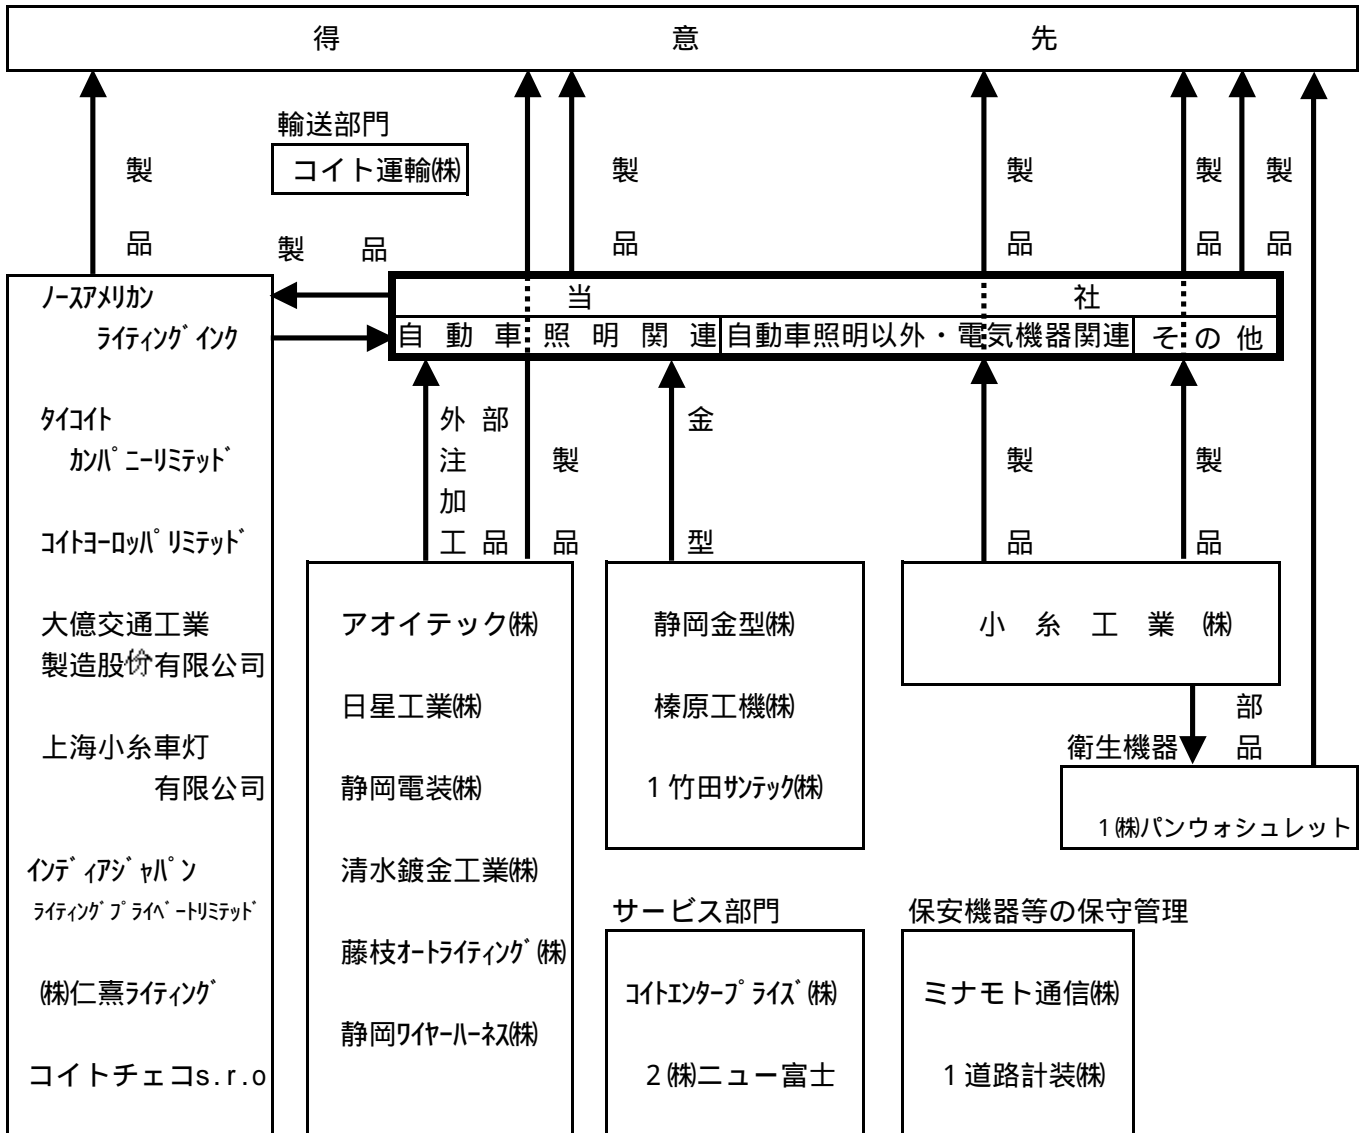 得意先
輸送部門
コイト運輸㈱
製品
製品
製品
製品
製品
製品
当社
自動車照明関連
自動車照明以外・電気機器関連
その他
ノースアメリカン
ライティングインク
タイコイト
カンパニーリミテッド
コイトヨーロッパリミテッド
大億交通工業
製造股份有限公司
上海小糸車灯
有限公司
インディアジャパン
ライティングプライベートリミテッド
㈱仁熹ライティング
コイトチェコs.r.o
外注加工
部品
製品
金型
製品
製品
アオイテック㈱
日星工業㈱
静岡電装㈱
清水鍍金工業㈱
藤枝オートライティング㈱
静岡ワイヤーハーネス㈱
静岡金型㈱
榛原工機㈱
1竹田サンテック㈱
小糸工業㈱
部品
衛生機器
1㈱パンウォシュレット
サービス部門
コイトエンタープライズ㈱
2㈱ニュー富士
保安機器等の保守管理
ミナモト通信㈱
1道路計装㈱